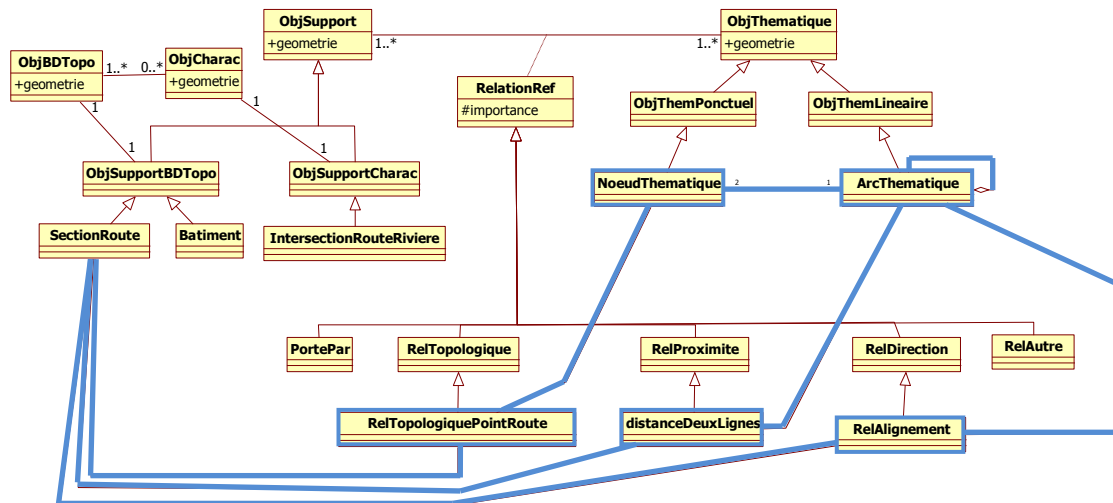 ObjSupport
+geometrie
1..*
1..*
ObjThematique
+geometrie
ObjBDTopo
+geometrie
1..*
0..*
ObjCharac
+geometrie
RelationRef
#importance
ObjThemPonctuel
ObjThemLineaire
1
1
1
1
ObjSupportBDTopo
ObjSupportCharac
NoeudThematique
2
1
ArcThematique
SectionRoute
Batiment
IntersectionRouteRiviere
PortePar
RelTopologique
RelProximite
RelDirection
RelAutre
RelTopologiquePointRoute
distanceDeuxLignes
RelAlignement